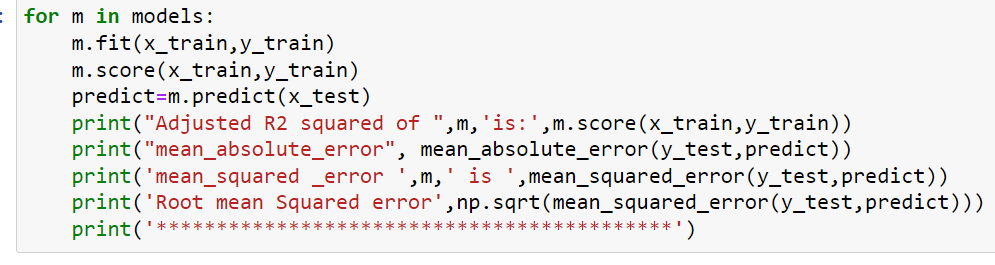 : for m in models:
    m.fit(x_train,y_train)
    m.score(x_train,y_train)
    predict=m.predict(x_test)
    print("Adjusted R2 squared of ",m,'is:',m.score(x_train,y_train))
    print("mean_absolute_error", mean_absolute_error(y_test,predict))
    print('mean_squared _error ',m,' is ',mean_squared_error(y_test,predict))
    print('Root mean Squared error',np.sqrt(mean_squared_error(y_test,predict)))
    print('*******************************************')